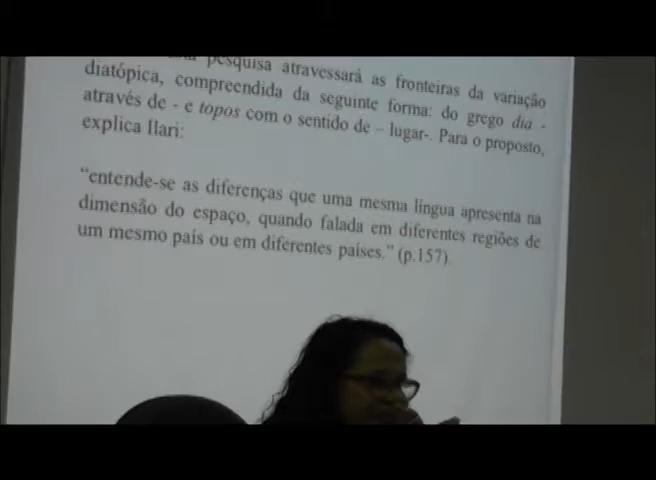 pesquisa atravessará as fronteiras da variação
diatópica, compreendida da seguinte forma: do grego dia -
através de - e topos com o sentido de – lugar-. Para o proposto,
explica Ilari:
“entende-se as diferenças que uma mesma língua apresenta na
dimensão do espaço, quando falada em diferentes regiões de
um mesmo país ou em diferentes países.” (p.157).